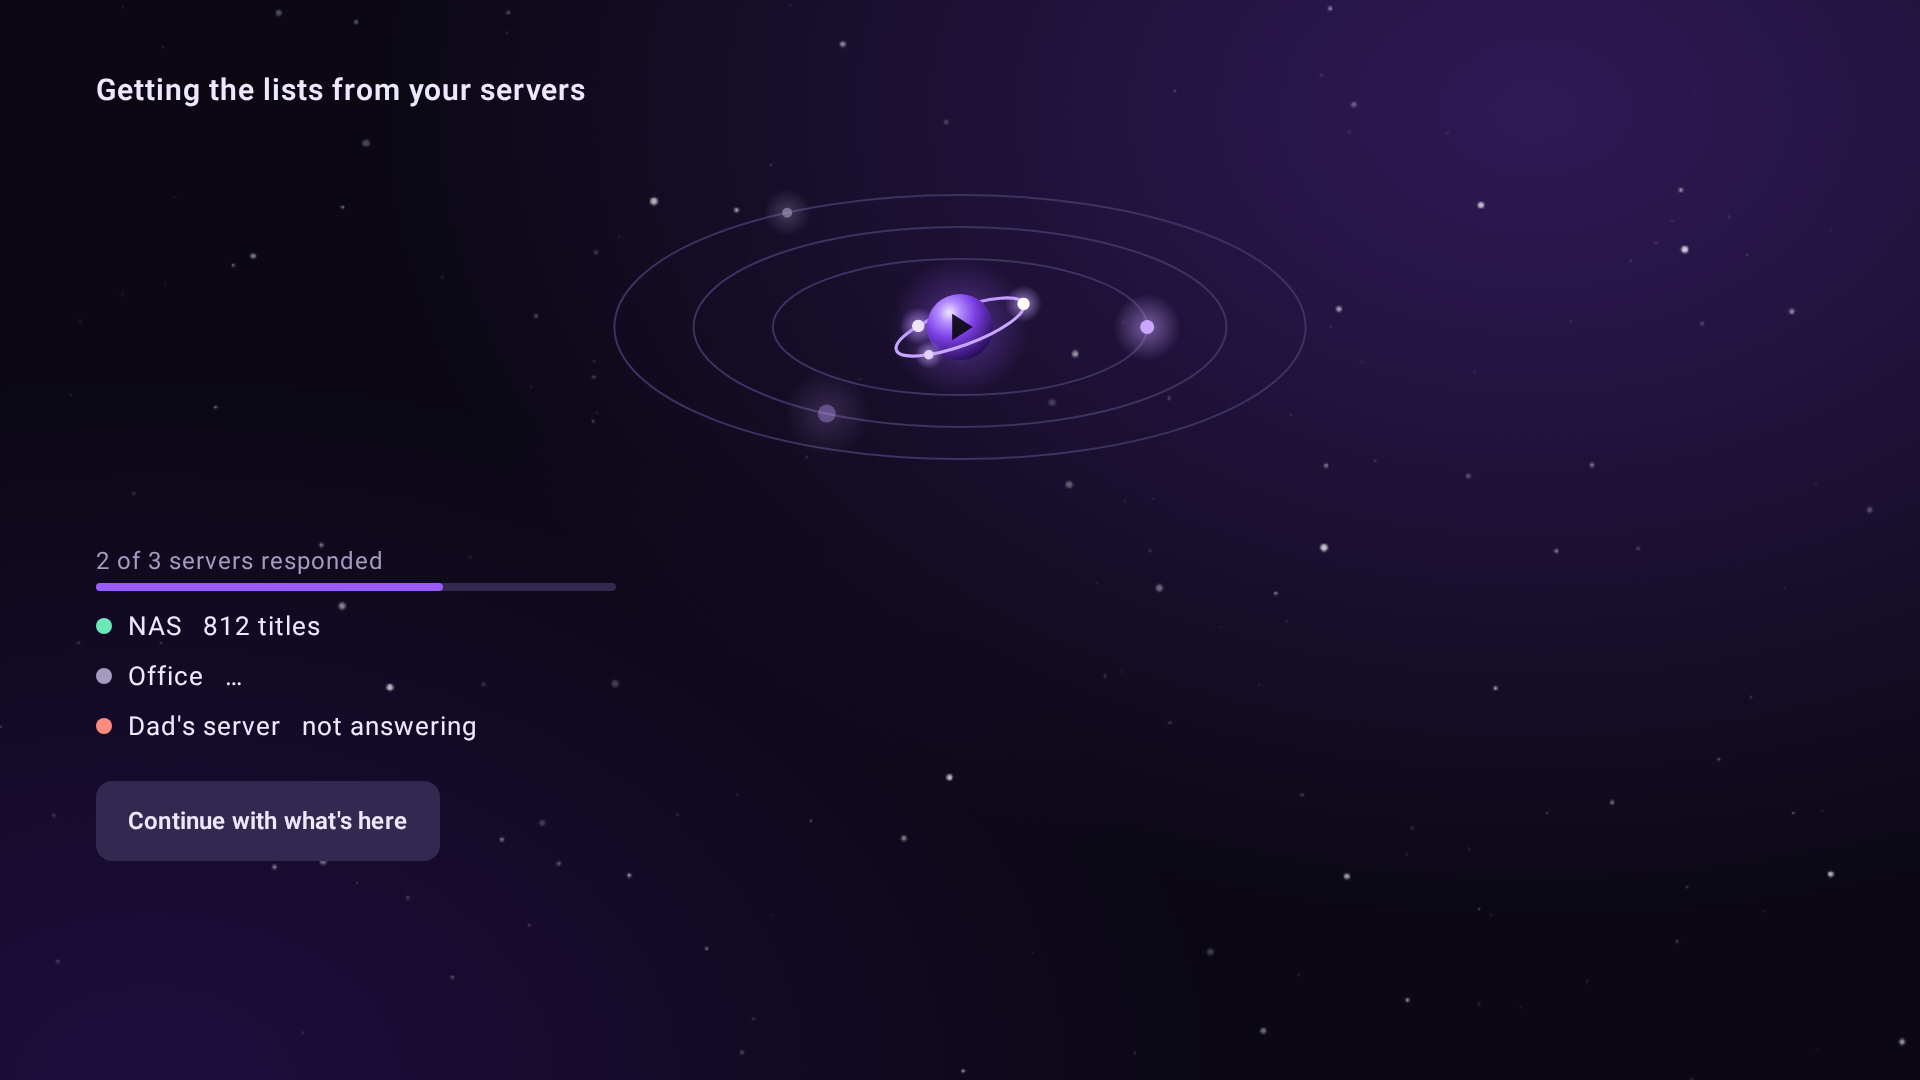 Getting the lists from your servers
2 of 3 servers responded
NAS 812 titles
Office …
Dad's server not answering
Continue with what's here